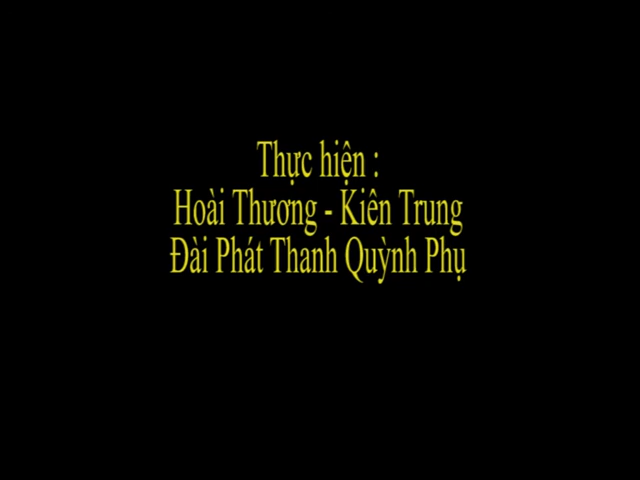 Thực hiện :
Hoài Thương - Kiên Trung
Đài Phát Thanh Quỳnh Phụ